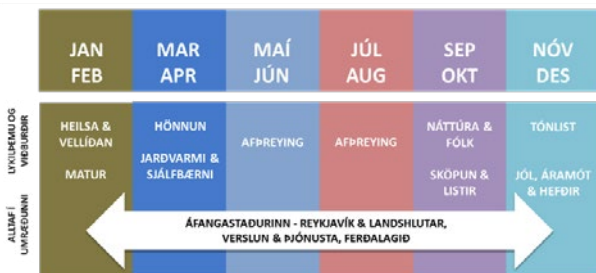 JAN
FEB
MAR
APR
MAÍ
JÚN
JÚL
AUG
SEP
OKT
NÓV
DES
LYKILÞEMU OG
VIÐBURÐIR
HEILSA &
VELLÍÐAN
MATUR
HÖNNUN
JARÐVARMI &
SJÁLFBÆRNI
AFÞREYING
AFÞREYING
NÁTTÚRA &
FÓLK
SKÖPUN &
LISTIR
TÓNLIST
JÓL, ÁRAMÓT
& HEFÐIR
ALLTAF Í
UMRÆÐUNNI
ÁFANGASTAÐURINN - REYKJAVÍK & LANDSHLUTAR,
VERSLUN & ÞJÓNUSTA, FERÐALAGIÐ